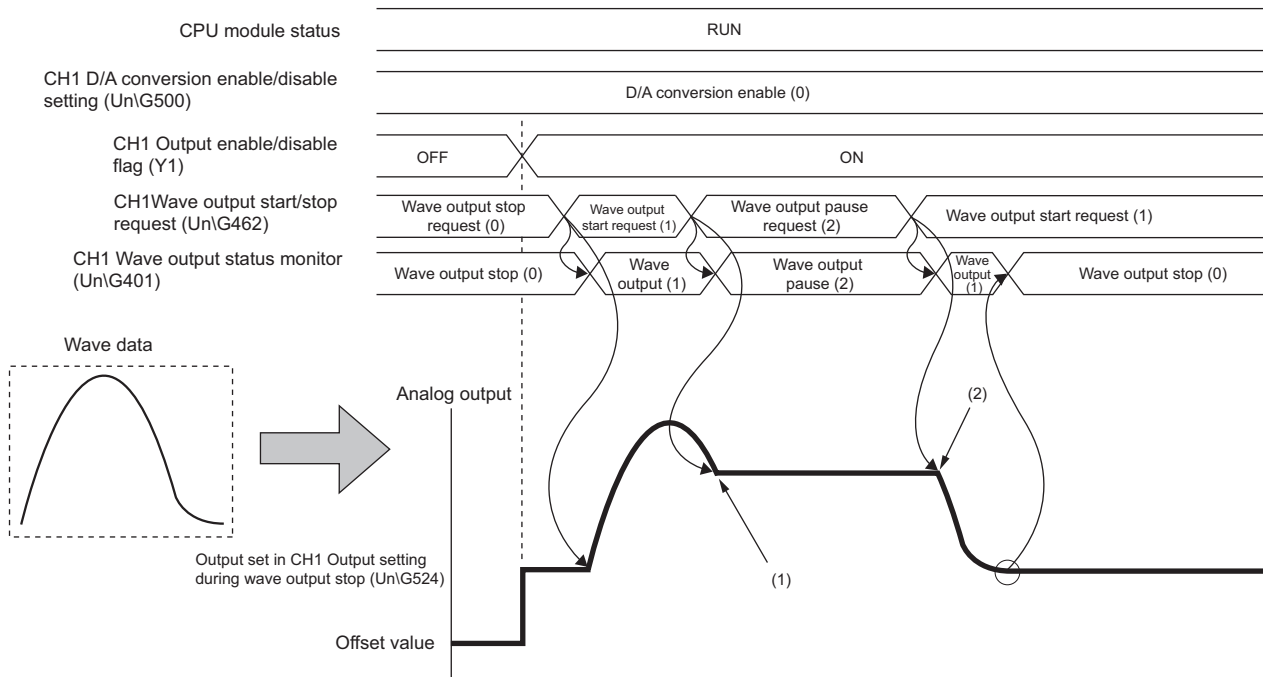 CPU module status
RUN
CH1 D/A conversion enable/disable
setting (Un\G500)
D/A conversion enable (0)
CH1 Output enable/disable
flag (Y1)
OFF
ON
CH1Wave output start/stop
request (Un\G462)
Wave output stop
request (0)
Wave output
start request (1)
Wave output pause
request (2)
Wave output start request (1)
CH1 Wave output status monitor
(Un\G401)
Wave output stop (0)
Wave
output (1)
Wave output
pause (2)
Wave
output
(1)
Wave output stop (0)
Wave data
Analog output
(2)
Output set in CH1 Output setting
during wave output stop (Un\G524)
(1)
Offset value